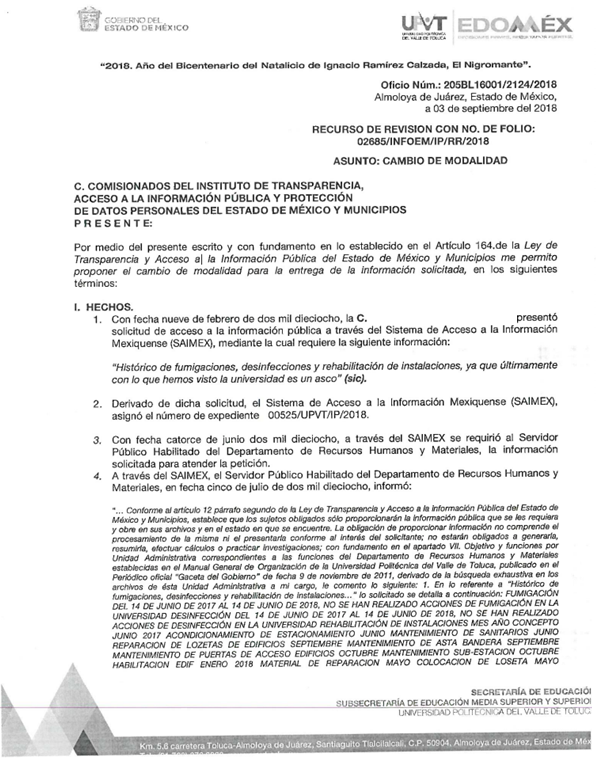 GOBIERNO DEL
ESTADO DE MÉXICO
UPVT
UNIVERSIDAD POLITÉCNICA
DEL VALLE DE TOLUCA
EDOMÉX
"2018. Año del Bicentenario del Natalicio de Ignacio Ramírez Calzada, El Nigromante".
Oficio Núm.: 205BL16001/2124/2018
Almoloya de Juárez, Estado de México,
a 03 de septiembre del 2018
RECURSO DE REVISION CON NO. DE FOLIO:
02685/INFOEM/IP/RR/2018
ASUNTO: CAMBIO DE MODALIDAD
C. COMISIONADOS DEL INSTITUTO DE TRANSPARENCIA,
ACCESO A LA INFORMACIÓN PÚBLICA Y PROTECCIÓN
DE DATOS PERSONALES DEL ESTADO DE MÉXICO Y MUNICIPIOS
P R E S E N T E:
Por medio del presente escrito y con fundamento en lo establecido en el Artículo 164.de la Ley de
Transparencia y Acceso a la Información Pública del Estado de México y Municipios me permito
proponer el cambio de modalidad para la entrega de la información solicitada, en los siguientes
términos:
I. HECHOS.
1. Con fecha nueve de febrero de dos mil dieciocho, la C. presentó
solicitud de acceso a la información pública a través del Sistema de Acceso a la Información
Mexiquense (SAIMEX), mediante la cual requiere la siguiente información:
"Histórico de fumigaciones, desinfecciones y rehabilitación de instalaciones, ya que últimamente
con lo que hemos visto la universidad es un asco" (sic).
2. Derivado de dicha solicitud, el Sistema de Acceso a la Información Mexiquense (SAIMEX),
asignó el número de expediente 00525/UPVT/IP/2018.
3. Con fecha catorce de junio dos mil dieciocho, a través del SAIMEX se requirió al Servidor
Público Habilitado del Departamento de Recursos Humanos y Materiales, la información
solicitada para atender la petición.
4. A través del SAIMEX, el Servidor Público Habilitado del Departamento de Recursos Humanos y
Materiales, en fecha cinco de julio de dos mil dieciocho, informó:
"... Conforme al artículo 12 párrafo segundo de la Ley de Transparencia y Acceso a la Información Pública del Estado de
México y Municipios, establece que los sujetos obligados sólo proporcionarán la información pública que se les requiera
y obre en sus archivos y en el estado en que se encuentre. La obligación de proporcionar información no comprende el
procesamiento de la misma ni el presentarla conforme al interés del solicitante; no estarán obligados a generarla,
resumirla, efectuar cálculos o practicar investigaciones; con fundamento en el apartado VII. Objetivo y funciones por
Unidad Administrativa correspondientes a las funciones del Departamento de Recursos Humanos y Materiales
establecidas en el Manual General de Organización de la Universidad Politécnica del Valle de Toluca, publicado en el
Periódico oficial "Gaceta del Gobierno" de fecha 9 de noviembre de 2011, derivado de la búsqueda exhaustiva en los
archivos de ésta Unidad Administrativa a mi cargo, le comento lo siguiente: 1. En lo referente a "Histórico de
fumigaciones, desinfecciones y rehabilitación de Instalaciones..." lo solicitado se detalla a continuación: FUMIGACIÓN
DEL 14 DE JUNIO DE 2017 AL 14 DE JUNIO DE 2018, NO SE HAN REALIZADO ACCIONES DE FUMIGACIÓN EN LA
UNIVERSIDAD DESINFECCIÓN DEL 14 DE JUNIO DE 2017 AL 14 DE JUNIO DE 2018, NO SE HAN REALIZADO
ACCIONES DE DESINFECCIÓN EN LA UNIVERSIDAD REHABILITACIÓN DE INSTALACIONES MES AÑO CONCEPTO
JUNIO 2017 ACONDICIONAMIENTO DE ESTACIONAMIENTO JUNIO MANTENIMIENTO DE SANITARIOS JUNIO
REPARACION DE LOZETAS DE EDIFICIOS SEPTIEMBRE MANTENIMIENTO DE ASTA BANDERA SEPTIEMBRE
MANTENIMIENTO DE PUERTAS DE ACCESO EDIFICIOS OCTUBRE MANTENIMIENTO SUB-ESTACION OCTUBRE
HABILITACION EDIF ENERO 2018 MATERIAL DE REPARACION MAYO COLOCACION DE LOSETA MAYO
SECRETARÍA DE EDUCACIÓN
SUBSECRETARÍA DE EDUCACIÓN MEDIA SUPERIOR Y SUPERIOR
UNIVERSIDAD POLITÉCNICA DEL VALLE DE TOLUCA
Km. 5.6 carretera Toluca-Almoloya de Juárez, Santiaguito Tlalcilalcali, C.P. 50904, Almoloya de Juárez, Estado de Méx